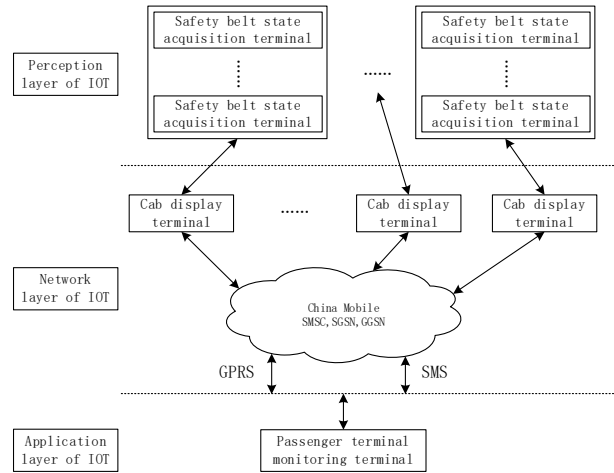 Safety belt state
acquisition terminal
Safety belt state
acquisition terminal
Perception
layer of IOT
Safety belt state
acquisition terminal
Safety belt state
acquisition terminal
Cab display
terminal
Cab display
terminal
Cab display
terminal
Network
layer of IOT
China Mobile
SMSC,SGSN,GGSN
GPRS
SMS
Application
layer of IOT
Passenger terminal
monitoring terminal